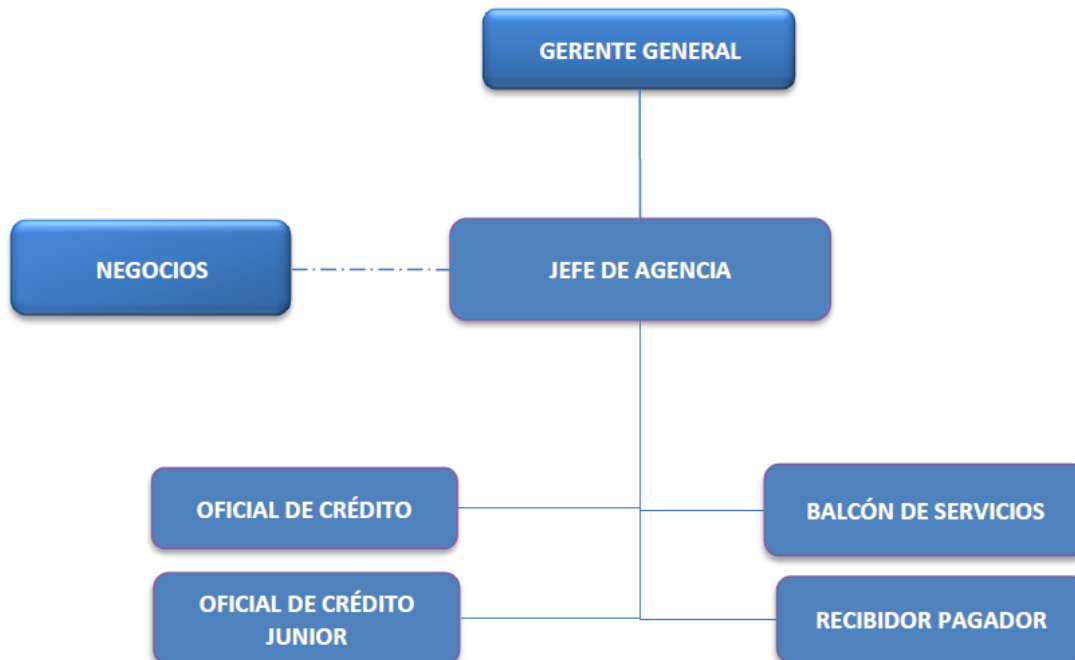 GERENTE GENERAL
NEGOCIOS
JEFE DE AGENCIA
OFICIAL DE CRÉDITO
BALCÓN DE SERVICIOS
OFICIAL DE CRÉDITO
JUNIOR
RECIBIDOR PAGADOR